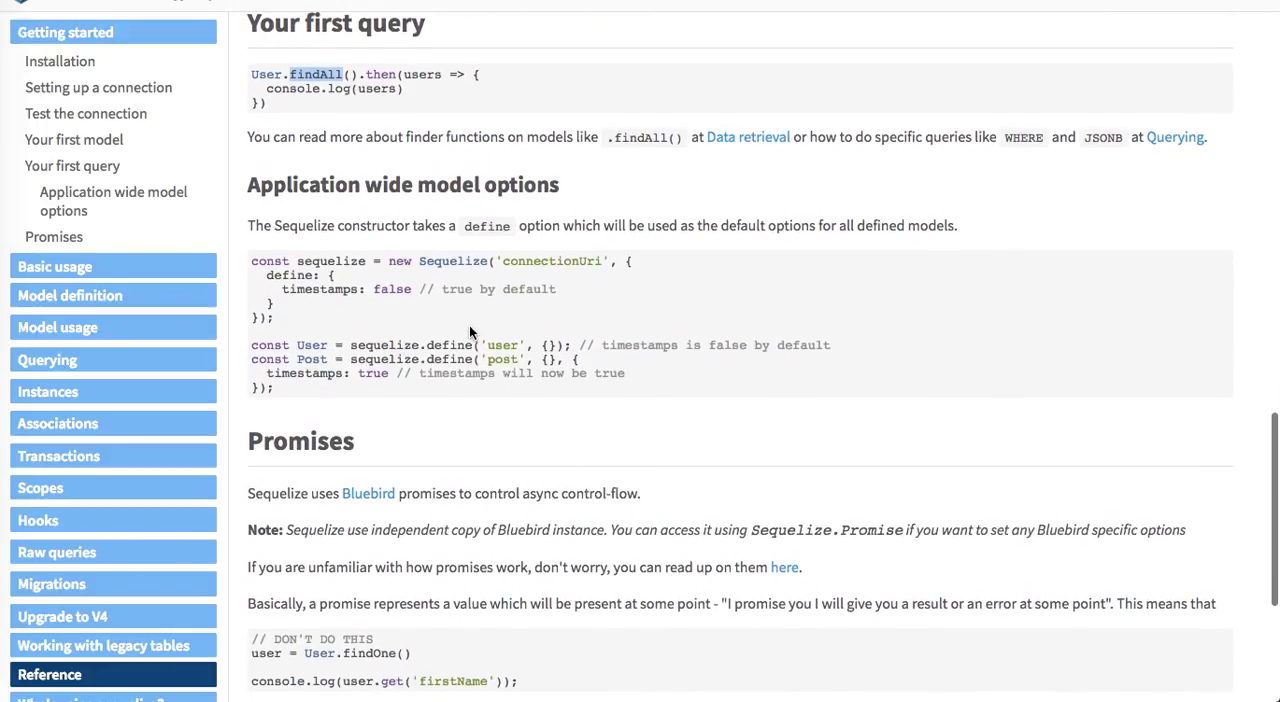 Getting started
Installation
Setting up a connection
Test the connection
Your first model
Your first query
Application wide model
options
Promises
Basic usage
Model definition
Model usage
Querying
Instances
Associations
Transactions
Scopes
Hooks
Raw queries
Migrations
Upgrade to V4
Working with legacy tables
Reference
Your first query
User.findAll().then(users => {
  console.log(users)
})
You can read more about finder functions on models like .findAll() at Data retrieval or how to do specific queries like WHERE and JSONB at Querying.
Application wide model options
The Sequelize constructor takes a define option which will be used as the default options for all defined models.
const sequelize = new Sequelize('connectionUri', {
  define: {
    timestamps: false // true by default
  }
});
const User = sequelize.define('user', {}); // timestamps is false by default
const Post = sequelize.define('post', {}, {
  timestamps: true // timestamps will now be true
});
Promises
Sequelize uses Bluebird promises to control async control-flow.
Note: Sequelize use independent copy of Bluebird instance. You can access it using Sequelize.Promise if you want to set any Bluebird specific options
If you are unfamiliar with how promises work, don't worry, you can read up on them here.
Basically, a promise represents a value which will be present at some point - "I promise you I will give you a result or an error at some point". This means that
// DON'T DO THIS
user = User.findOne()
console.log(user.get('firstName'));